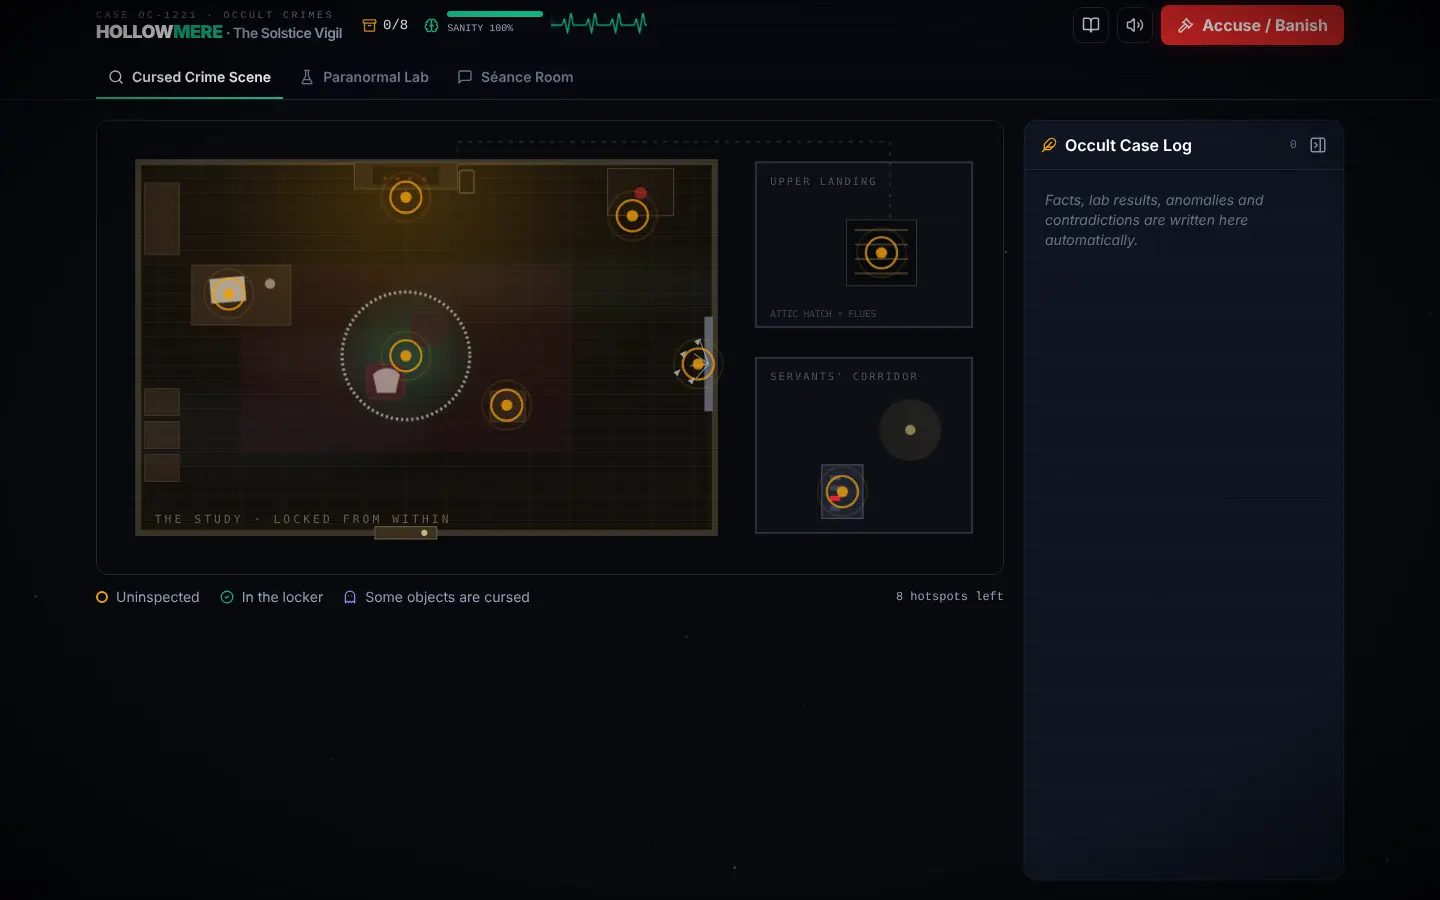 CASE OC-1221 · OCCULT CRIMES
HOLLOWMERE · The Solstice Vigil
0/8
SANITY 100%
Accuse / Banish
Cursed Crime Scene
Paranormal Lab
Séance Room
THE STUDY · LOCKED FROM WITHIN
UPPER LANDING
ATTIC HATCH ↑ FLUES
SERVANTS' CORRIDOR
Uninspected
In the locker
Some objects are cursed
8 hotspots left
Occult Case Log
0
Facts, lab results, anomalies and
contradictions are written here
automatically.